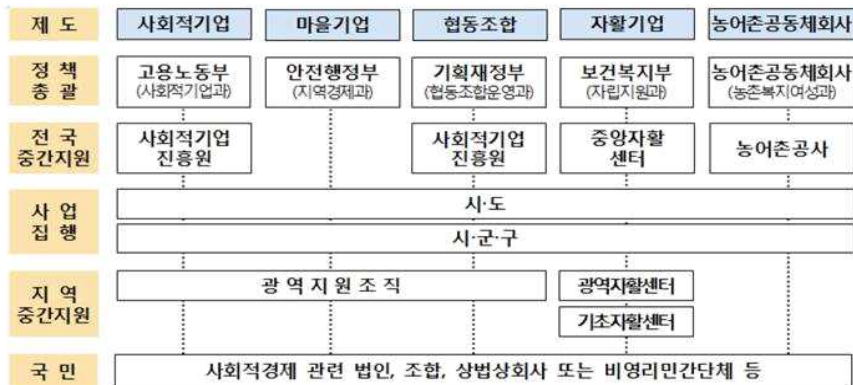 제 도 사회적기업 마을기업 협동조합 자활기업 농어촌공동체회사
정 책 고용노동부 안전행정부 기획재정부 보건복지부 농어촌공동체회사
총 괄 (사회적기업과) (지역경제과) (협동조합운영과) (자립지원과) (농촌복지여성과)
전 국 사회적기업 사회적기업 중앙자활 농어촌공사
중간지원 진흥원 진흥원 센터
사 업 시·도
집 행 시·군·구
지 역 광 역 지 원 조 직 광역자활센터
중간지원 기초자활센터
국 민 사회적경제 관련 법인, 조합, 상법상회사 또는 비영리민간단체 등